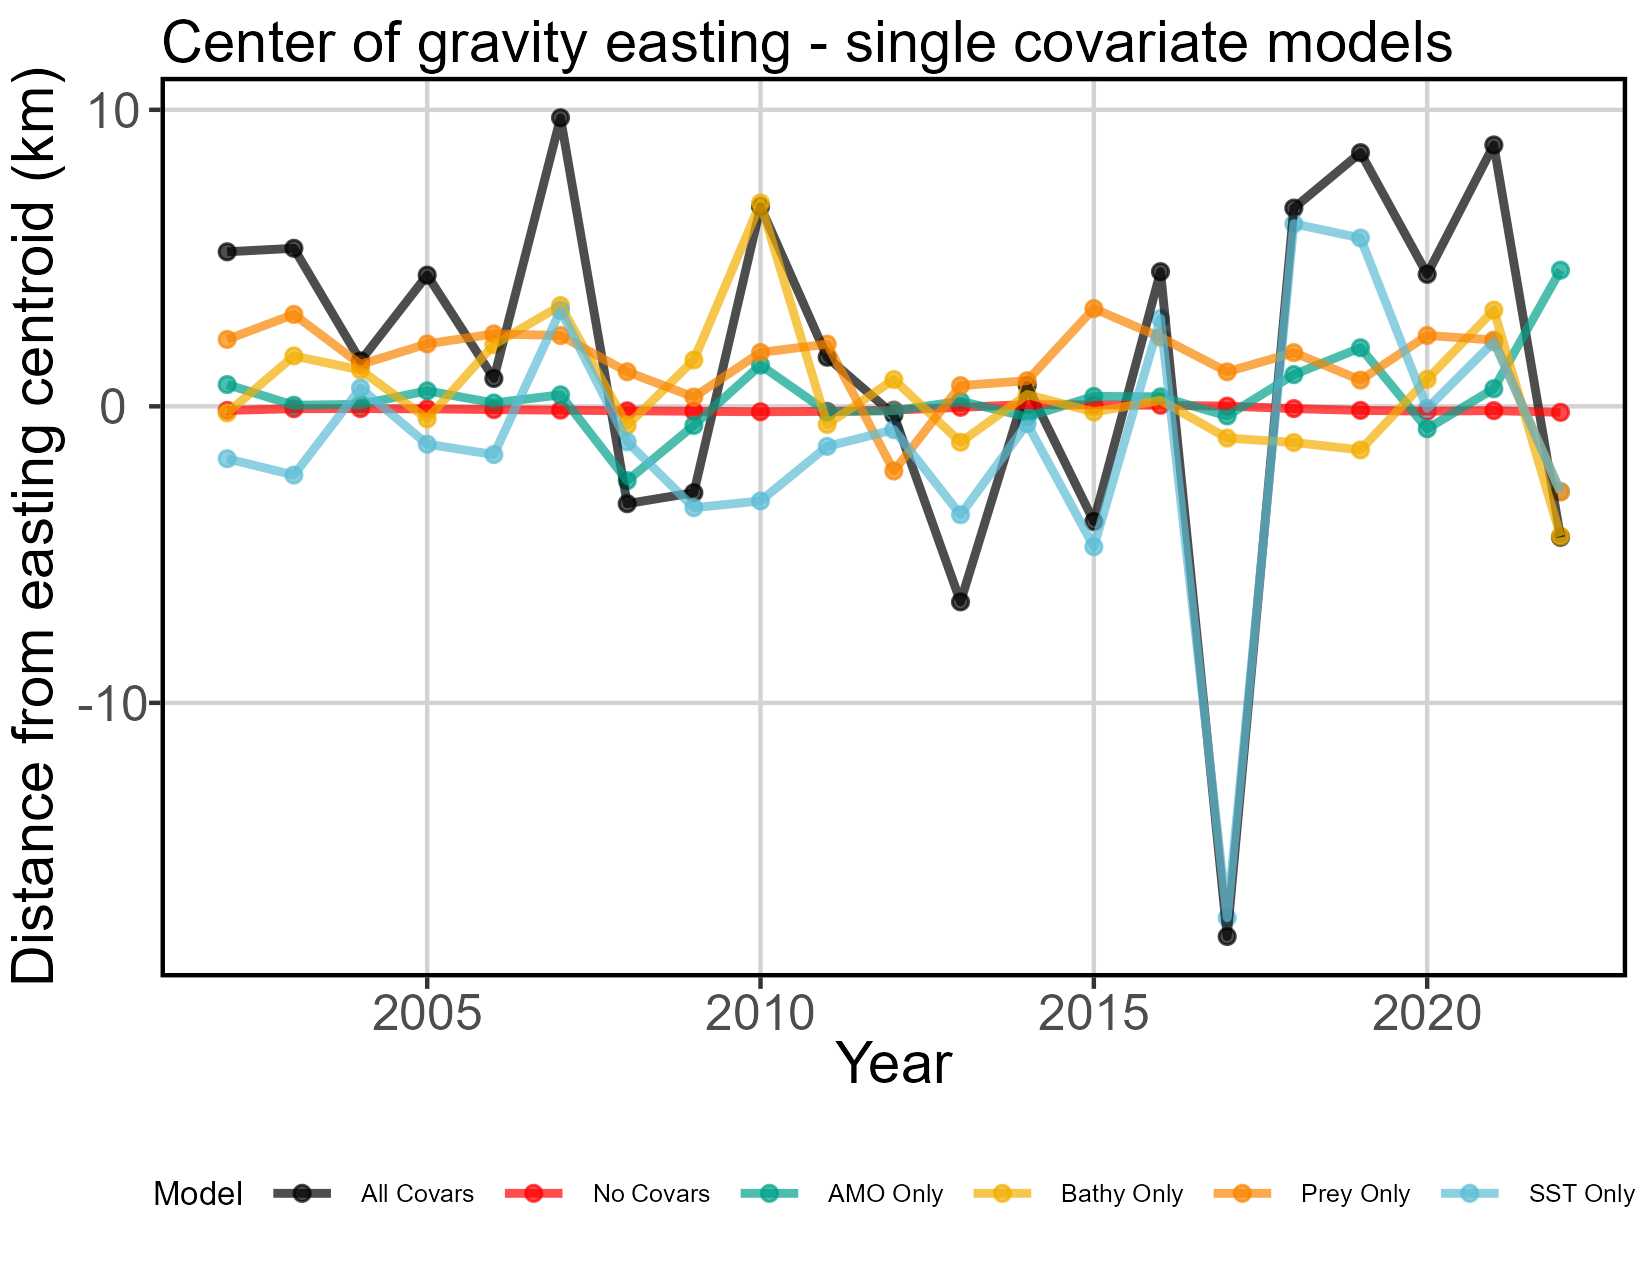 Center of gravity easting - single covariate models
Distance from easting centroid (km)
10
0
-10
2005 2010 2015 2020
Year
Model All Covars No Covars AMO Only Bathy Only Prey Only SST Only